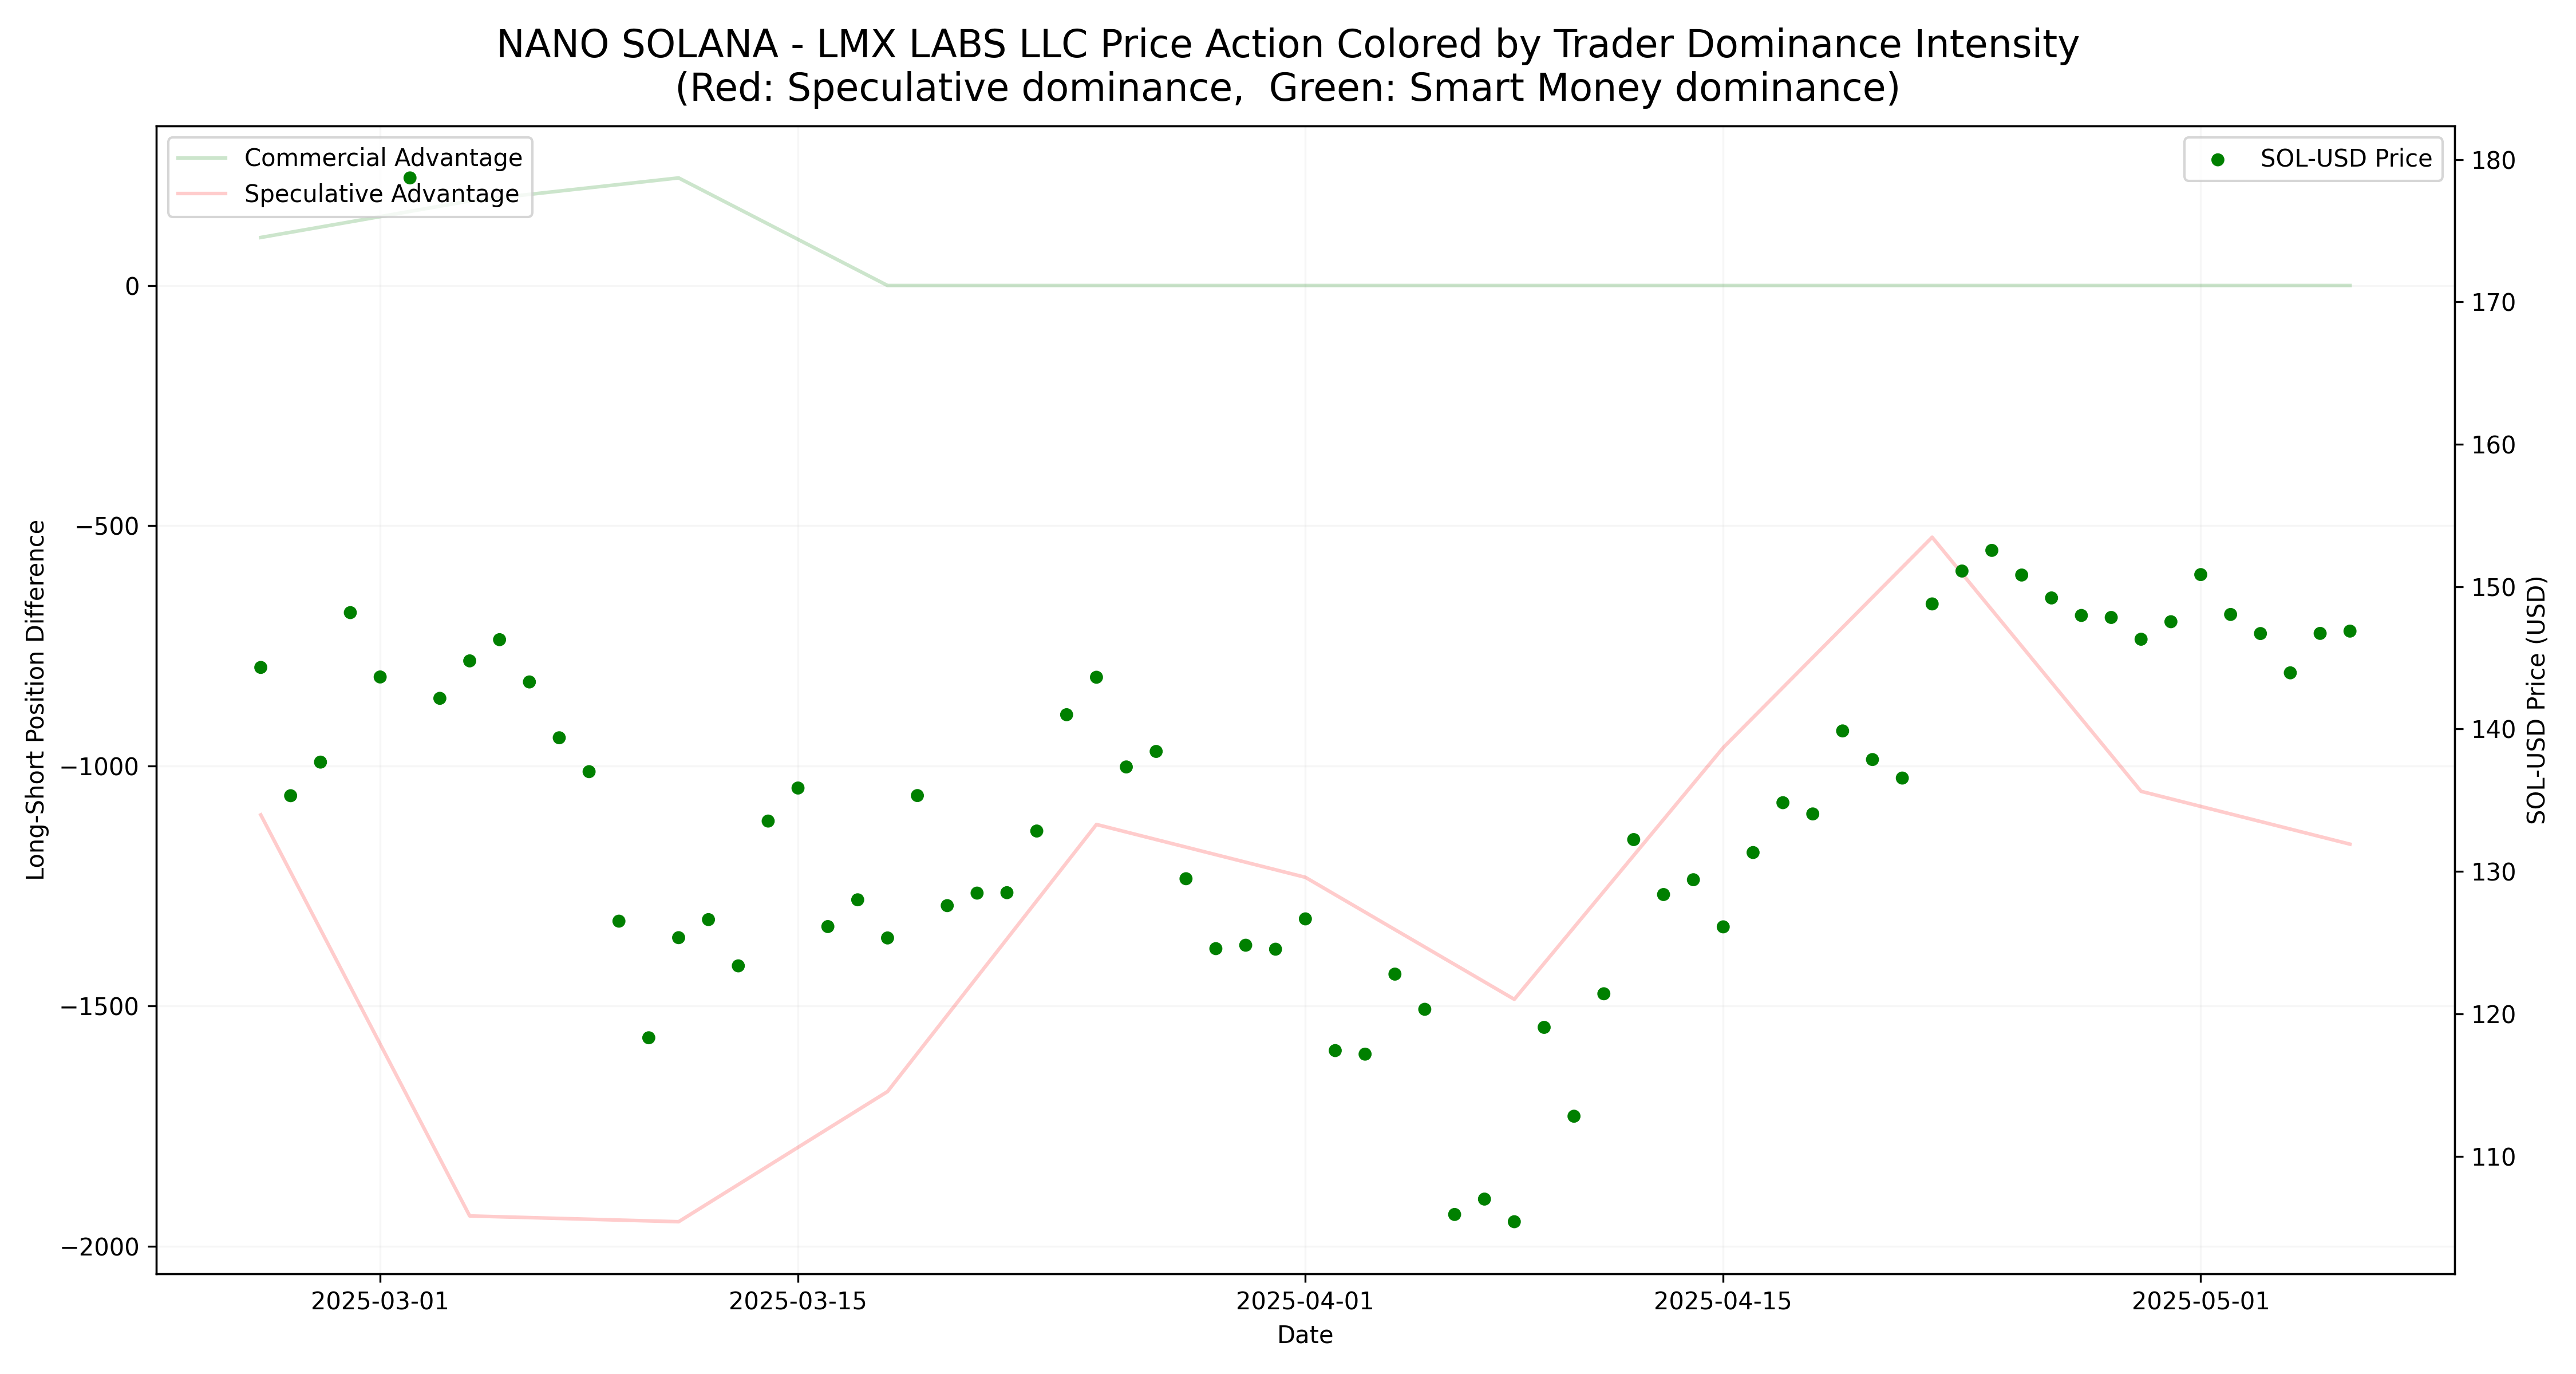 NANO SOLANA - LMX LABS LLC Price Action Colored by Trader Dominance Intensity
(Red: Speculative dominance,  Green: Smart Money dominance)
Commercial Advantage
Speculative Advantage
SOL-USD Price
Long-Short Position Difference
0
−500
−1000
−1500
−2000
180
170
160
150
140
130
120
110
SOL-USD Price (USD)
2025-03-01
2025-03-15
2025-04-01
2025-04-15
2025-05-01
Date